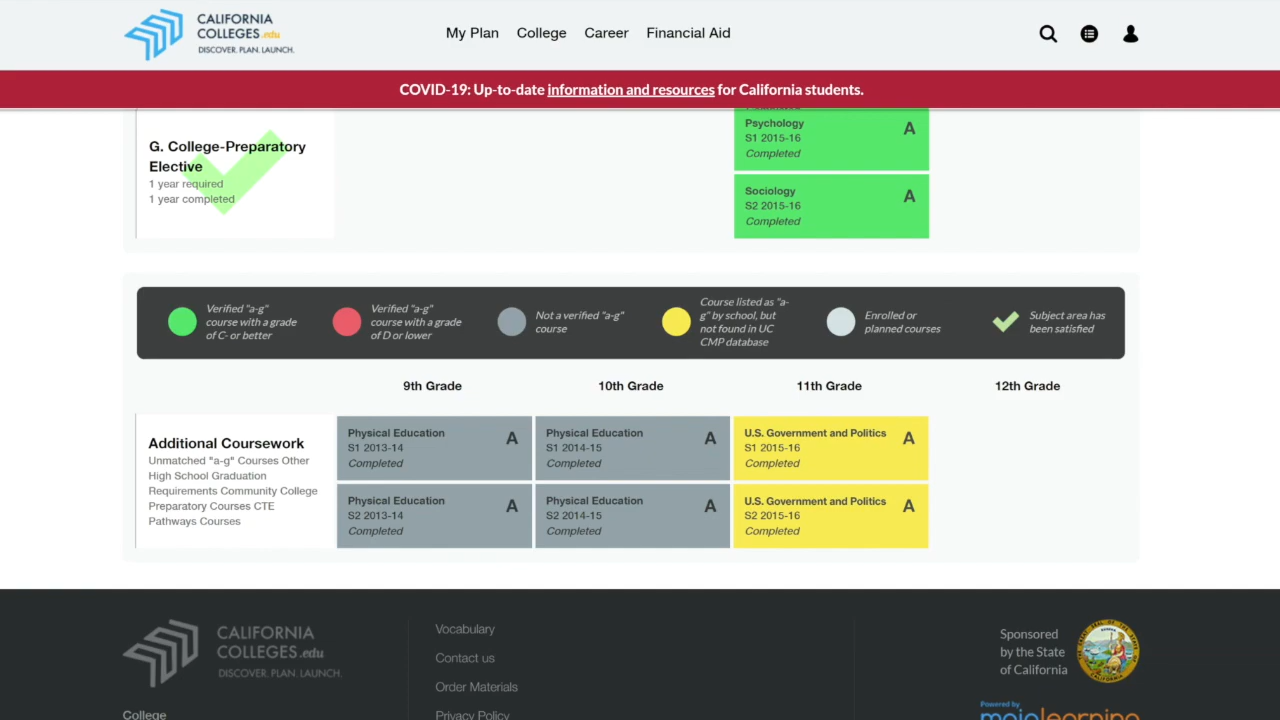 CALIFORNIA
COLLEGES.edu
DISCOVER. PLAN. LAUNCH.
My Plan College Career Financial Aid
COVID-19: Up-to-date information and resources for California students.
G. College-Preparatory
Elective
1 year required
1 year completed
Psychology A
S1 2015-16
Completed
Sociology A
S2 2015-16
Completed
Verified "a-g"
course with a grade
of C- or better
Verified "a-g"
course with a grade
of D or lower
Not a verified "a-g"
course
Course listed as "a-
g" by school, but
not found in UC
CMP database
Enrolled or
planned courses
Subject area has
been satisfied
9th Grade 10th Grade 11th Grade 12th Grade
Additional Coursework
Unmatched "a-g" Courses Other
High School Graduation
Requirements Community College
Preparatory Courses CTE
Pathways Courses
Physical Education A
S1 2013-14
Completed
Physical Education A
S1 2014-15
Completed
U.S. Government and Politics A
S1 2015-16
Completed
Physical Education A
S2 2013-14
Completed
Physical Education A
S2 2014-15
Completed
U.S. Government and Politics A
S2 2015-16
Completed
CALIFORNIA
COLLEGES.edu
DISCOVER. PLAN. LAUNCH.
College
Vocabulary
Contact us
Order Materials
Privacy Policy
Sponsored
by the State
of California
Powered by